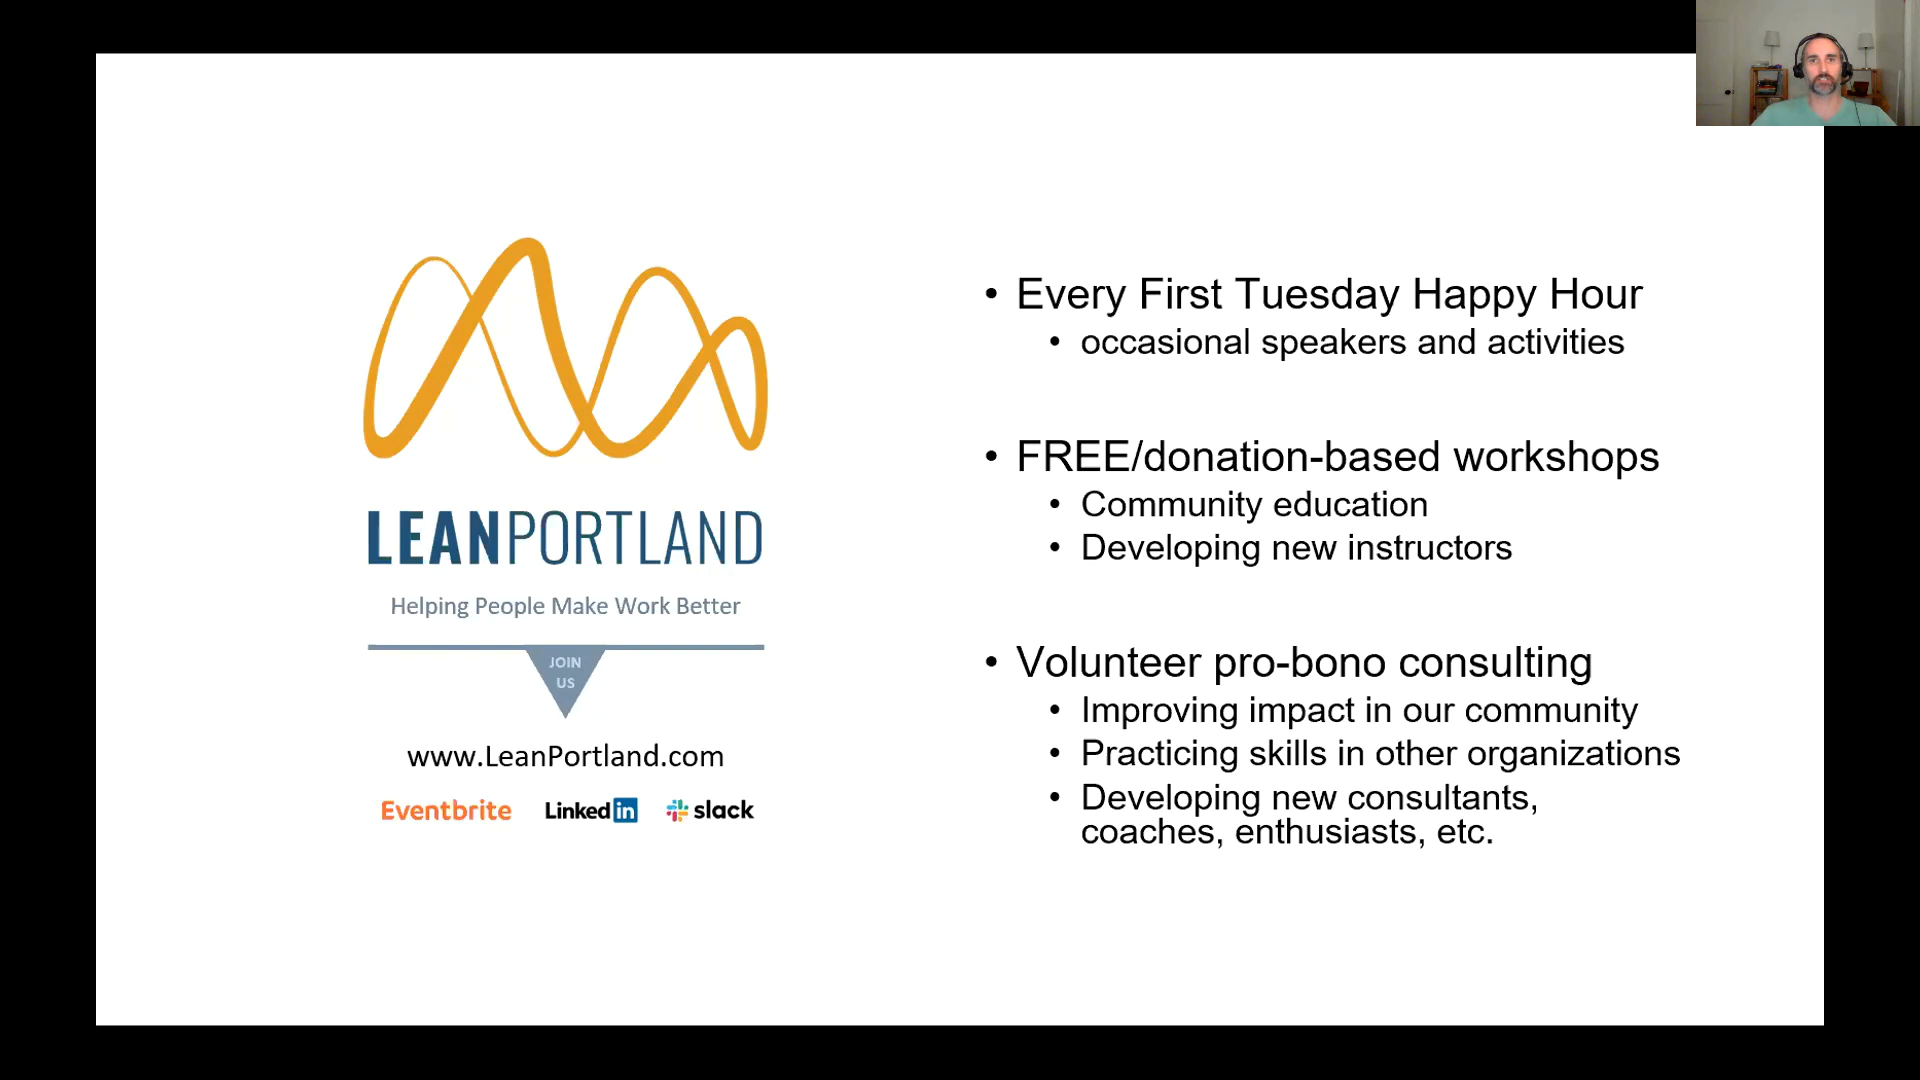 LEANPORTLAND
Helping People Make Work Better
JOIN
US
www.LeanPortland.com
Eventbrite Linked in slack
• Every First Tuesday Happy Hour
• occasional speakers and activities
• FREE/donation-based workshops
• Community education
• Developing new instructors
• Volunteer pro-bono consulting
• Improving impact in our community
• Practicing skills in other organizations
• Developing new consultants,
coaches, enthusiasts, etc.